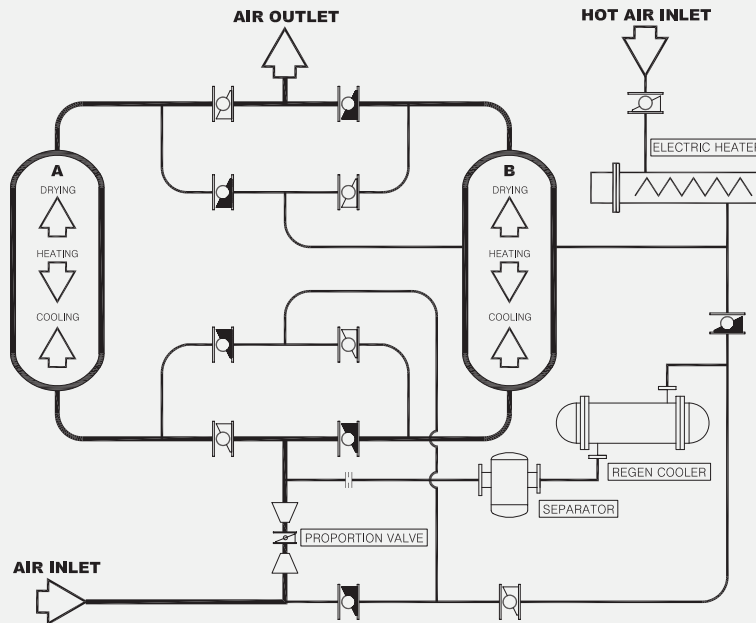 AIR OUTLET
HOT AIR INLET
ELECTRIC HEATER
A
DRYING
HEATING
COOLING
B
DRYING
HEATING
COOLING
REGEN COOLER
SEPARATOR
PROPORTION VALVE
AIR INLET